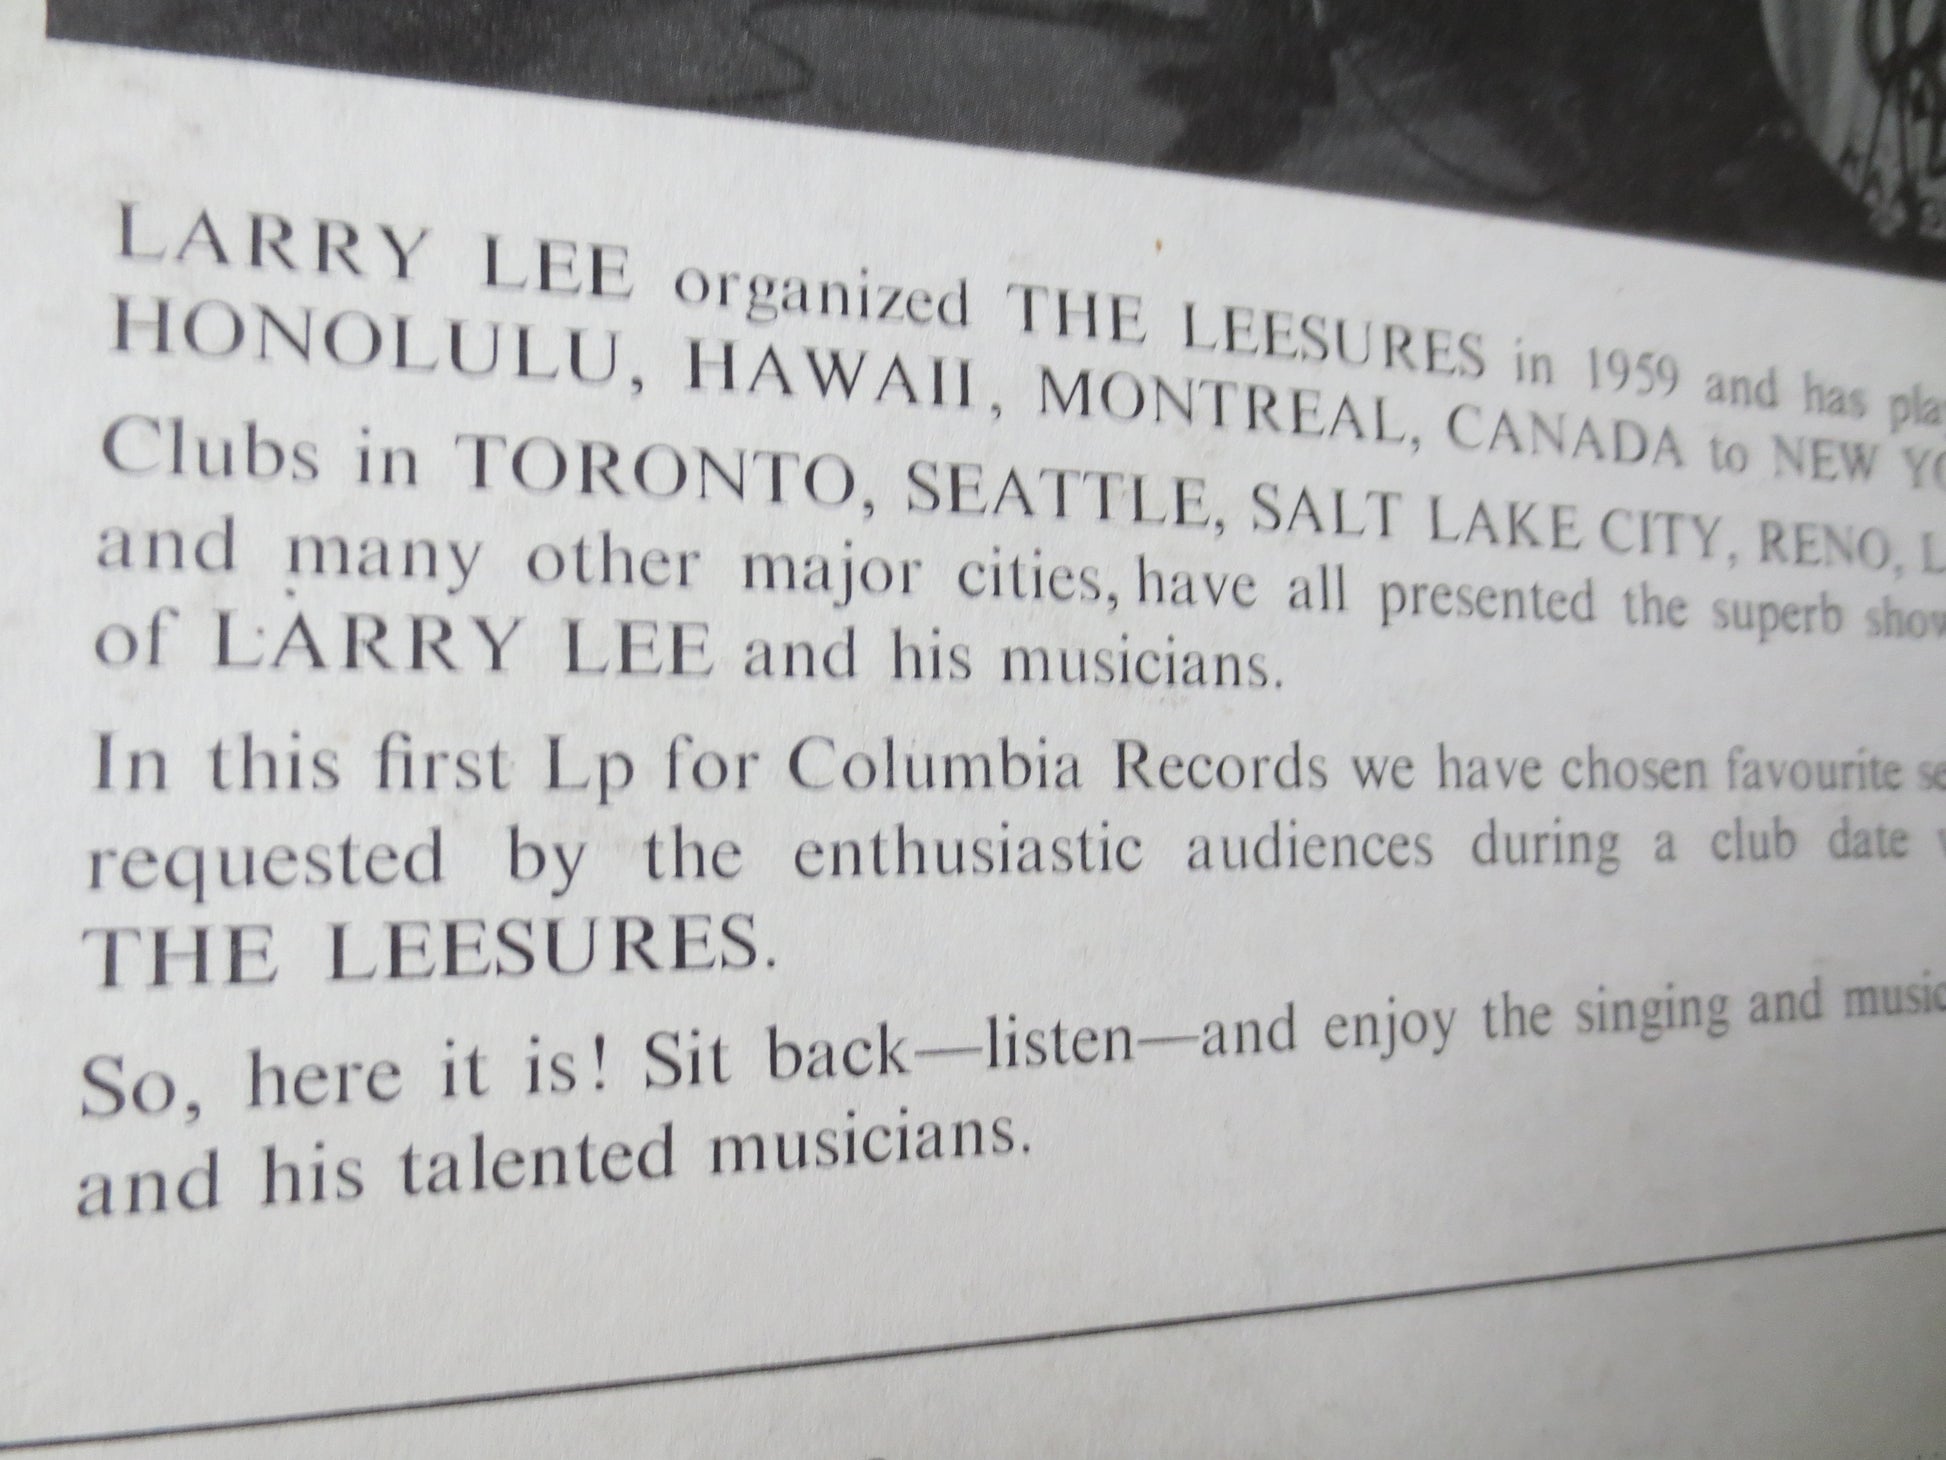 LARRY LEE organized THE LEESURES in 1959 and has
HONOLULU, HAWAII, MONTREAL, CANADA to NEW
Clubs in TORONTO, SEATTLE, SALT LAKE CITY, RENO,
and many other major cities, have all presented the superb
of LARRY LEE and his musicians.
In this first Lp for Columbia Records we have chosen favourite
requested by the enthusiastic audiences during a club date
THE LEESURES.
So, here it is! Sit back—listen—and enjoy the singing and
and his talented musicians.